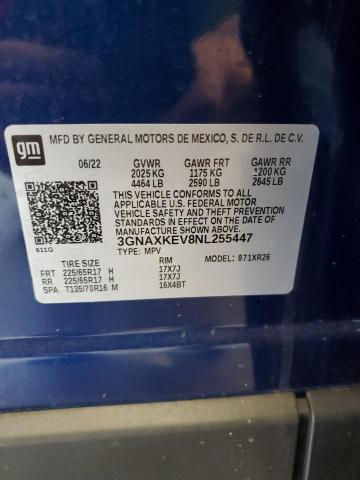 gm
MFD BY GENERAL MOTORS DE MEXICO, S. DE R.L. DE C.V.
06/22 GVWR GAWR FRT GAWR RR
2025 KG 1175 KG 1200 KG
4464 LB 2590 LB 2645 LB
THIS VEHICLE CONFORMS TO ALL
APPLICABLE U.S. FEDERAL MOTOR
VEHICLE SAFETY, BUMPER, AND THEFT
PREVENTION STANDARDS IN EFFECT ON
THE DATE OF MANUFACTURE
SHOWN ABOVE.
3GNAXKEV8NL255447
611G TYPE: MPV MODEL: 871XR26
TIRE SIZE RIM
FRT 225/65R17 H 17X7J
RR 225/65R17 H 17X7J
SPA T135/70R16 M 16X4BT